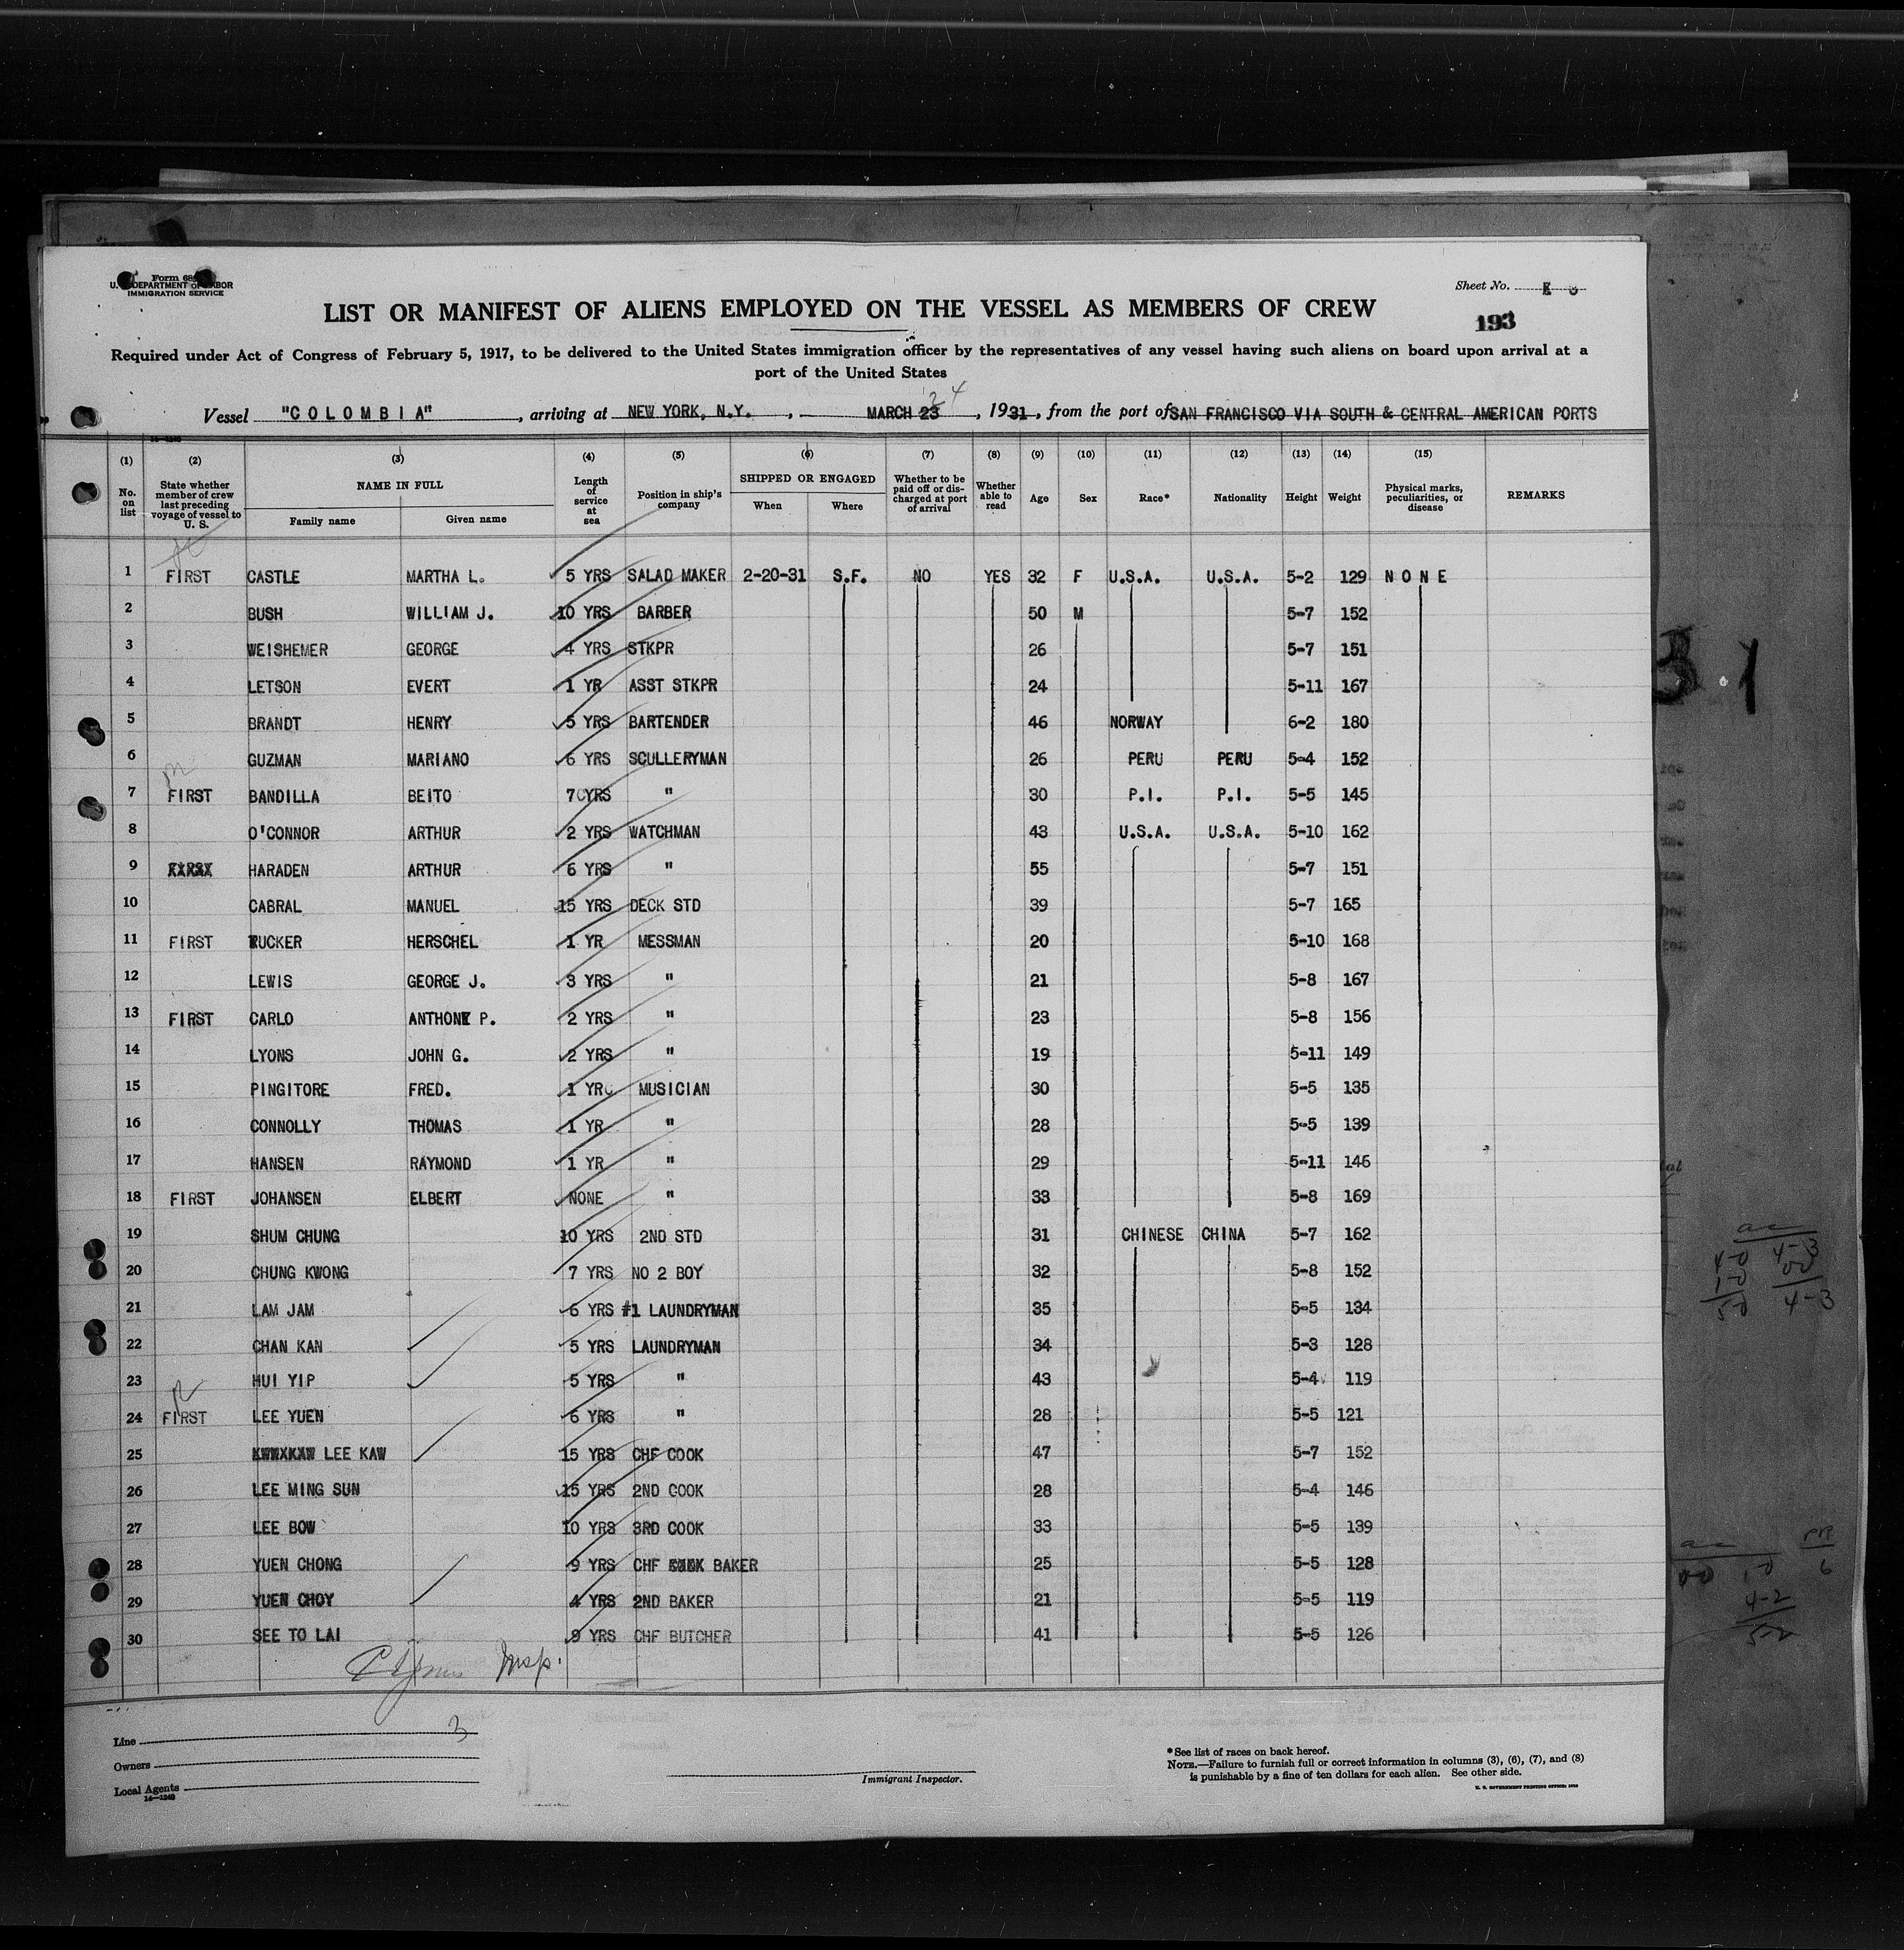 Form 689
U. S. DEPARTMENT OF LABOR
IMMIGRATION SERVICE
Sheet No.
LIST OR MANIFEST OF ALIENS EMPLOYED ON THE VESSEL AS MEMBERS OF CREW
193
Required under Act of Congress of February 5, 1917, to be delivered to the United States immigration officer by the representatives of any vessel having such aliens on board upon arrival at a
port of the United States
Vessel "COLOMBIA", arriving at NEW YORK, N.Y., MARCH 23 24, 1931, from the port of SAN FRANCISCO VIA SOUTH & CENTRAL AMERICAN PORTS
14—1240
(1) (2) (3) (4) (5) (6) (7) (8) (9) (10) (11) (12) (13) (14) (15)
No. on list State whether member of crew last preceding voyage of vessel to U. S. NAME IN FULL Family name Given name Length of service at sea Position in ship's company SHIPPED OR ENGAGED When Where Whether to be paid off or discharged at port of arrival Whether able to read Age Sex Race* Nationality Height Weight Physical marks, peculiarities, or disease REMARKS
1 FIRST CASTLE MARTHA L. 5 YRS SALAD MAKER 2-20-31 S.F. NO YES 32 F U.S.A. U.S.A. 5-2 129 NONE
2 BUSH WILLIAM J. 10 YRS BARBER 50 M 5-7 152
3 WEISHEMER GEORGE 4 YRS STKPR 26 5-7 151
4 LETSON EVERT 1 YR ASST STKPR 24 5-11 167
5 BRANDT HENRY 5 YRS BARTENDER 46 NORWAY 6-2 180
6 GUZMAN MARIANO 6 YRS SCULLERYMAN 26 PERU PERU 5-4 152
7 FIRST BANDILLA BEITO 7 YRS " 30 P.I. P.I. 5-5 145
8 O'CONNOR ARTHUR 2 YRS WATCHMAN 43 U.S.A. U.S.A. 5-10 162
9 HARADEN ARTHUR 6 YRS " 55 5-7 151
10 CABRAL MANUEL 15 YRS DECK STD 39 5-7 165
11 FIRST RUCKER HERSCHEL 1 YR MESSMAN 20 5-10 168
12 LEWIS GEORGE J. 3 YRS " 21 5-8 167
13 FIRST CARLO ANTHONY P. 2 YRS " 23 5-8 156
14 LYONS JOHN G. 2 YRS " 19 5-11 149
15 PINGITORE FRED. 1 YR MUSICIAN 30 5-5 135
16 CONNOLLY THOMAS 1 YR " 28 5-5 139
17 HANSEN RAYMOND 1 YR " 29 5-11 146
18 FIRST JOHANSEN ELBERT NONE " 33 5-8 169
19 SHUM CHUNG 10 YRS 2ND STD 31 CHINESE CHINA 5-7 162
20 CHUNG KWONG 7 YRS NO 2 BOY 32 5-8 152
21 LAM JAM 6 YRS #1 LAUNDRYMAN 35 5-5 134
22 CHAN KAN 5 YRS LAUNDRYMAN 34 5-3 128
23 HUI YIP 5 YRS " 43 5-4 119
24 FIRST LEE YUEN 6 YRS " 28 5-5 121
25 LEE KAW 15 YRS CHF COOK 47 5-7 152
26 LEE MING SUN 15 YRS 2ND COOK 28 5-4 146
27 LEE BOW 10 YRS 3RD COOK 33 5-5 139
28 YUEN CHONG 9 YRS CHF BAKER 25 5-5 128
29 YUEN CHOY 4 YRS 2ND BAKER 21 5-5 119
30 SEE TO LAI 9 YRS CHF BUTCHER 41 5-5 126
Insp.
Line 3
Owners
Local Agents
14—1240
Immigrant Inspector.
*See list of races on back hereof.
NOTE.—Failure to furnish full or correct information in columns (3), (6), (7), and (8)
is punishable by a fine of ten dollars for each alien. See other side.